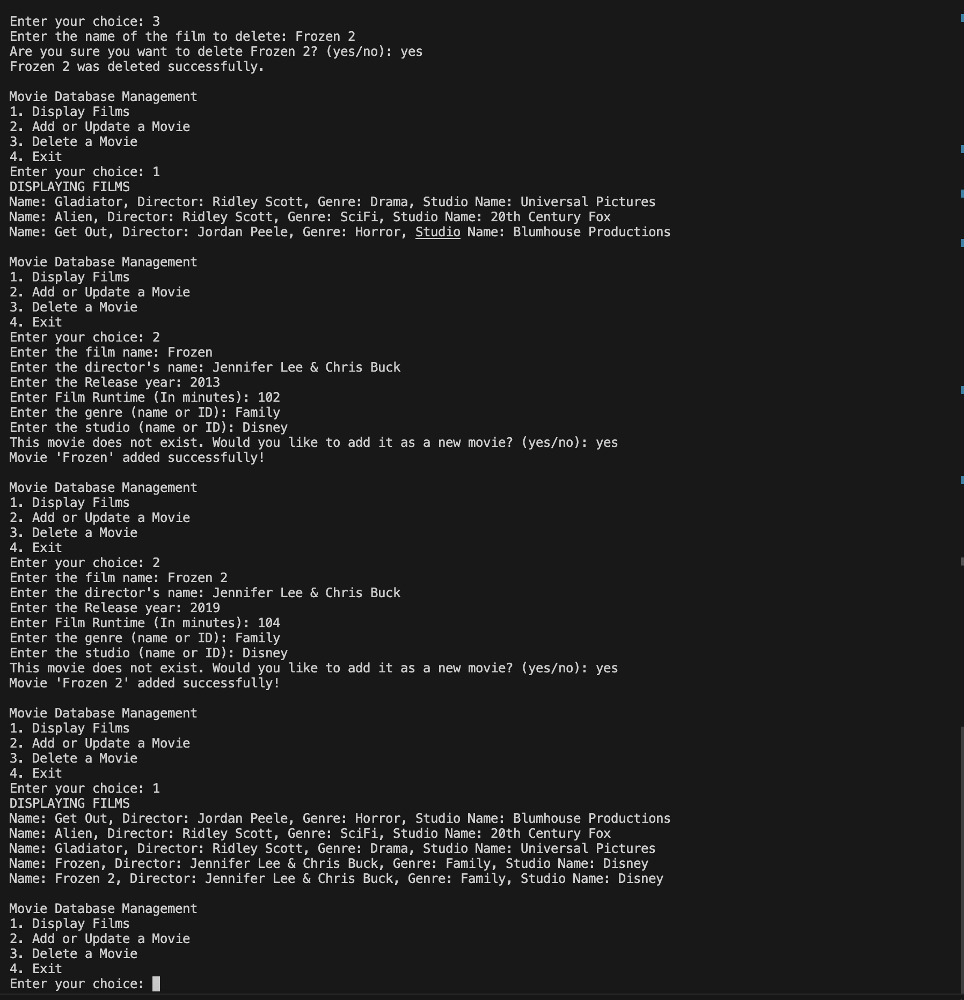 Enter your choice: 3
Enter the name of the film to delete: Frozen 2
Are you sure you want to delete Frozen 2? (yes/no): yes
Frozen 2 was deleted successfully.
Movie Database Management
1. Display Films
2. Add or Update a Movie
3. Delete a Movie
4. Exit
Enter your choice: 1
DISPLAYING FILMS
Name: Gladiator, Director: Ridley Scott, Genre: Drama, Studio Name: Universal Pictures
Name: Alien, Director: Ridley Scott, Genre: SciFi, Studio Name: 20th Century Fox
Name: Get Out, Director: Jordan Peele, Genre: Horror, Studio Name: Blumhouse Productions
Movie Database Management
1. Display Films
2. Add or Update a Movie
3. Delete a Movie
4. Exit
Enter your choice: 2
Enter the film name: Frozen
Enter the director's name: Jennifer Lee & Chris Buck
Enter the Release year: 2013
Enter Film Runtime (In minutes): 102
Enter the genre (name or ID): Family
Enter the studio (name or ID): Disney
This movie does not exist. Would you like to add it as a new movie? (yes/no): yes
Movie 'Frozen' added successfully!
Movie Database Management
1. Display Films
2. Add or Update a Movie
3. Delete a Movie
4. Exit
Enter your choice: 2
Enter the film name: Frozen 2
Enter the director's name: Jennifer Lee & Chris Buck
Enter the Release year: 2019
Enter Film Runtime (In minutes): 104
Enter the genre (name or ID): Family
Enter the studio (name or ID): Disney
This movie does not exist. Would you like to add it as a new movie? (yes/no): yes
Movie 'Frozen 2' added successfully!
Movie Database Management
1. Display Films
2. Add or Update a Movie
3. Delete a Movie
4. Exit
Enter your choice: 1
DISPLAYING FILMS
Name: Get Out, Director: Jordan Peele, Genre: Horror, Studio Name: Blumhouse Productions
Name: Alien, Director: Ridley Scott, Genre: SciFi, Studio Name: 20th Century Fox
Name: Gladiator, Director: Ridley Scott, Genre: Drama, Studio Name: Universal Pictures
Name: Frozen, Director: Jennifer Lee & Chris Buck, Genre: Family, Studio Name: Disney
Name: Frozen 2, Director: Jennifer Lee & Chris Buck, Genre: Family, Studio Name: Disney
Movie Database Management
1. Display Films
2. Add or Update a Movie
3. Delete a Movie
4. Exit
Enter your choice: